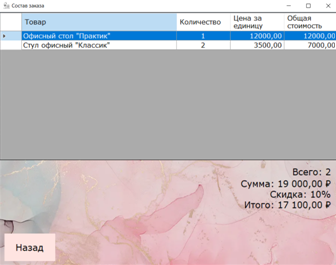 Состав заказа
Товар Количество Цена за единицу Общая стоимость
Офисный стол "Практик" 1 12000,00 12000,00
Стул офисный "Классик" 2 3500,00 7000,00
Всего: 2
Сумма: 19 000,00 ₽
Скидка: 10%
Итого: 17 100,00 ₽
Назад